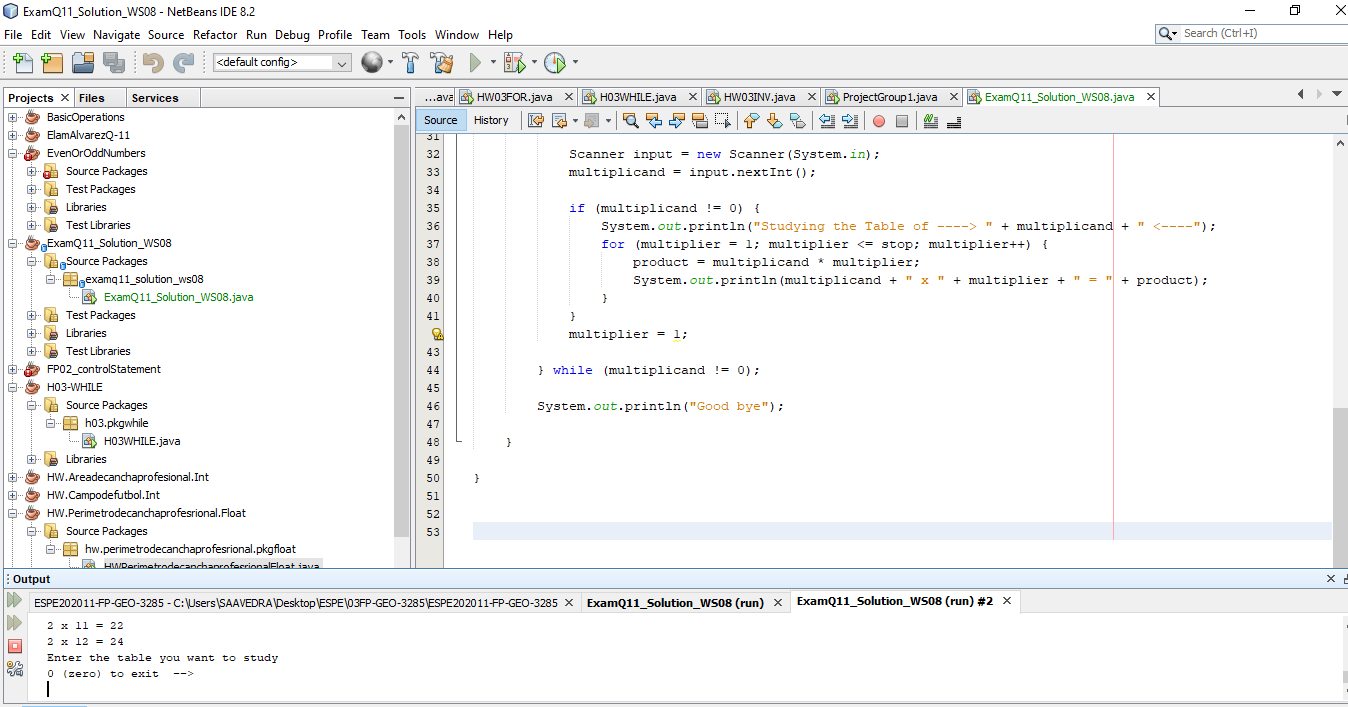 ExamQ11_Solution_WS08 - NetBeans IDE 8.2
File Edit View Navigate Source Refactor Run Debug Profile Team Tools Window Help
Search (Ctrl+I)
<default config>
Projects Files Services
BasicOperations
ElamAlvarezQ-11
EvenOrOddNumbers
Source Packages
Test Packages
Libraries
Test Libraries
ExamQ11_Solution_WS08
Source Packages
examq11_solution_ws08
ExamQ11_Solution_WS08.java
Test Packages
Libraries
Test Libraries
FP02_controlStatement
H03-WHILE
Source Packages
h03.pkgwhile
H03WHILE.java
Libraries
HW.Areadecanchaprofesional.Int
HW.Campodefutbol.Int
HW.Perimetrodecanchaprofesrional.Float
Source Packages
hw.perimetrodecanchaprofesrional.pkgfloat
HWPerimetrodecanchaprofesrionalFloat.java
...ava HW03FOR.java H03WHILE.java HW03INV.java ProjectGroup1.java ExamQ11_Solution_WS08.java
Source History
31
32 Scanner input = new Scanner(System.in);
33 multiplicand = input.nextInt();
34
35 if (multiplicand != 0) {
36 System.out.println("Studying the Table of ----> " + multiplicand + " <----");
37 for (multiplier = 1; multiplier <= stop; multiplier++) {
38 product = multiplicand * multiplier;
39 System.out.println(multiplicand + " x " + multiplier + " = " + product);
40 }
41 }
multiplier = 1;
43
44 } while (multiplicand != 0);
45
46 System.out.println("Good bye");
47
48 }
49
50 }
51
52
53
Output
ESPE202011-FP-GEO-3285 - C:\Users\SAAVEDRA\Desktop\ESPE\03FP-GEO-3285\ESPE202011-FP-GEO-3285 ExamQ11_Solution_WS08 (run) ExamQ11_Solution_WS08 (run) #2
2 x 11 = 22
2 x 12 = 24
Enter the table you want to study
0 (zero) to exit -->